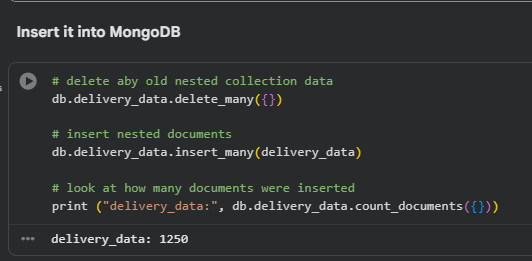 Insert it into MongoDB
# delete aby old nested collection data
db.delivery_data.delete_many({})
# insert nested documents
db.delivery_data.insert_many(delivery_data)
# look at how many documents were inserted
print ("delivery_data:", db.delivery_data.count_documents({}))
delivery_data: 1250